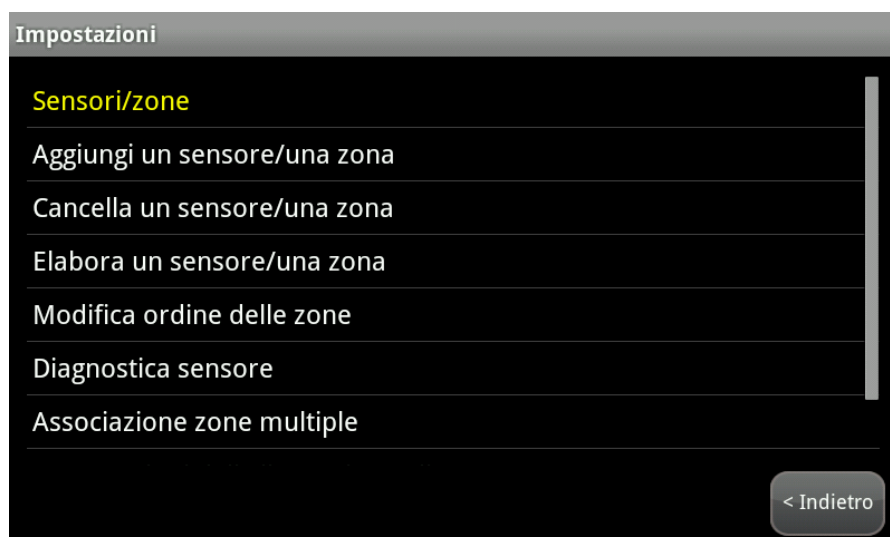 Impostazioni
Sensori/zone
Aggiungi un sensore/una zona
Cancella un sensore/una zona
Elabora un sensore/una zona
Modifica ordine delle zone
Diagnostica sensore
Associazione zone multiple
< Indietro